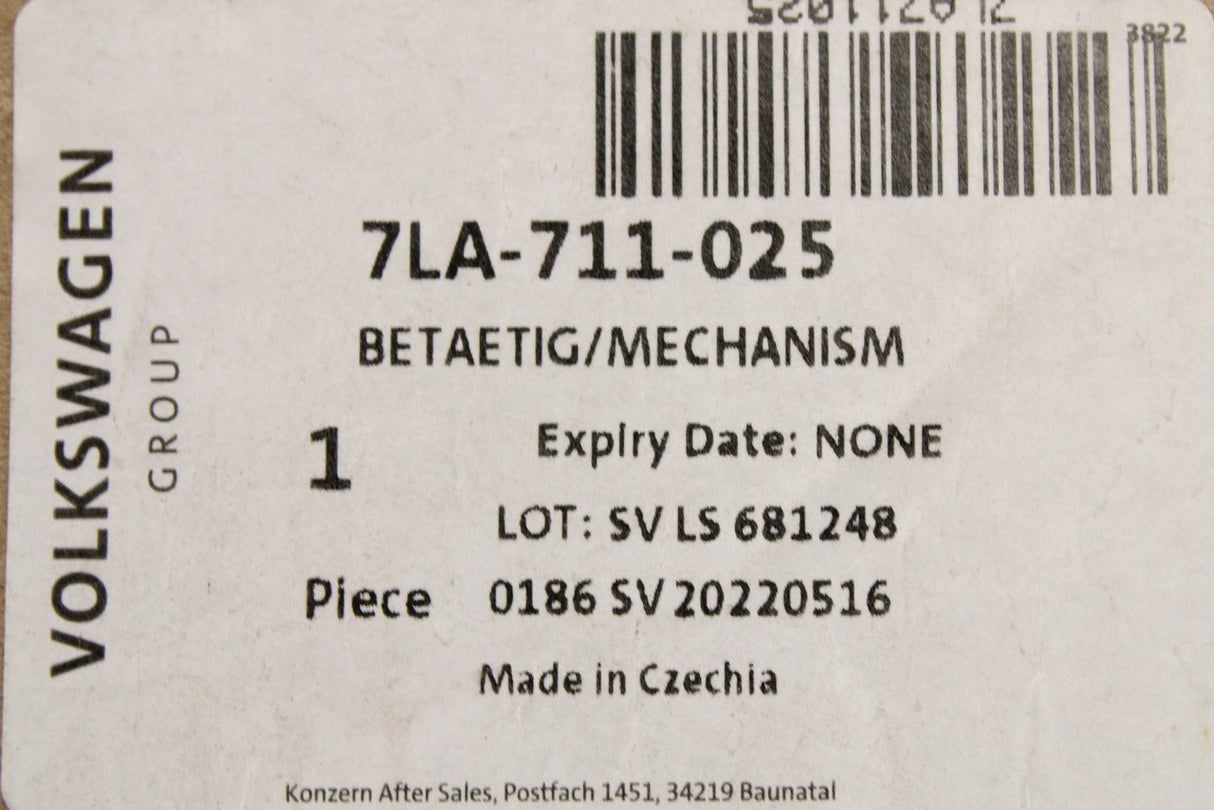 7LA711025
3822
VOLKSWAGEN
GROUP
7LA-711-025
BETAETIG/MECHANISM
1
Expiry Date: NONE
LOT: SV LS 681248
Piece
0186 SV 20220516
Made in Czechia
Konzern After Sales, Postfach 1451, 34219 Baunatal